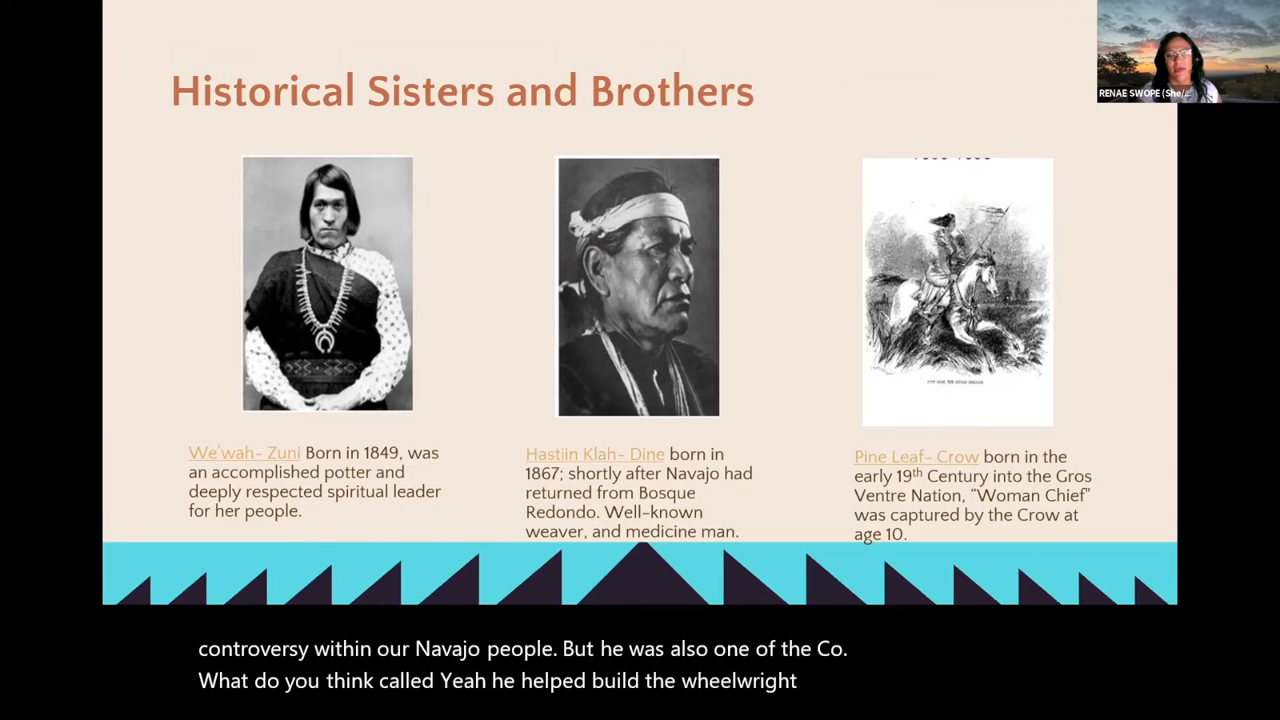 Historical Sisters and Brothers
RENAE SWOPE (She/...
We'wah- Zuni Born in 1849, was
an accomplished potter and
deeply respected spiritual leader
for her people.
Hastiin Klah- Dine born in
1867; shortly after Navajo had
returned from Bosque
Redondo. Well-known
weaver, and medicine man.
Pine Leaf- Crow born in the
early 19th Century into the Gros
Ventre Nation, “Woman Chief”
was captured by the Crow at
age 10.
controversy within our Navajo people. But he was also one of the Co.
What do you think called Yeah he helped build the wheelwright